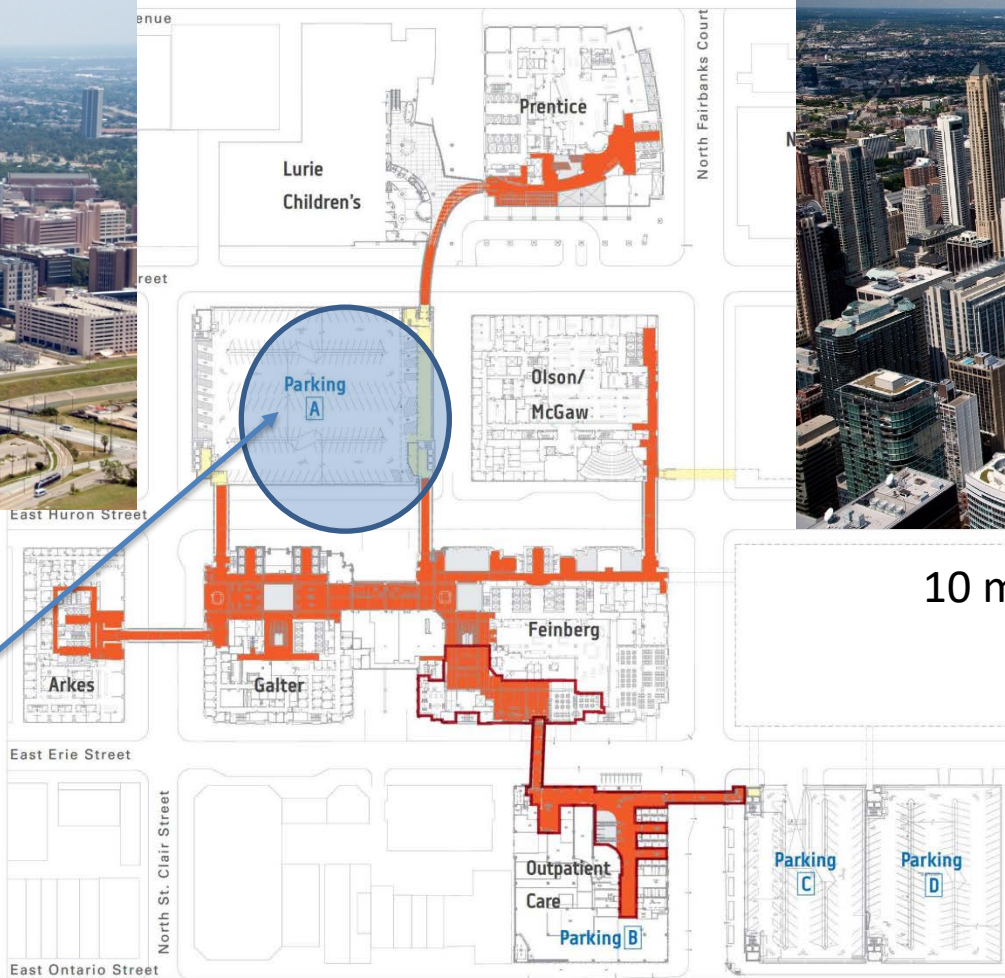 enue
North Fairbanks Court
Prentice
Lurie
Children's
N
reet
Parking
A
Olson/
McGaw
East Huron Street
10 m
Feinberg
Arkes
Galter
East Erie Street
North St. Clair Street
Outpatient
Care
Parking B
Parking
C
Parking
D
East Ontario Street